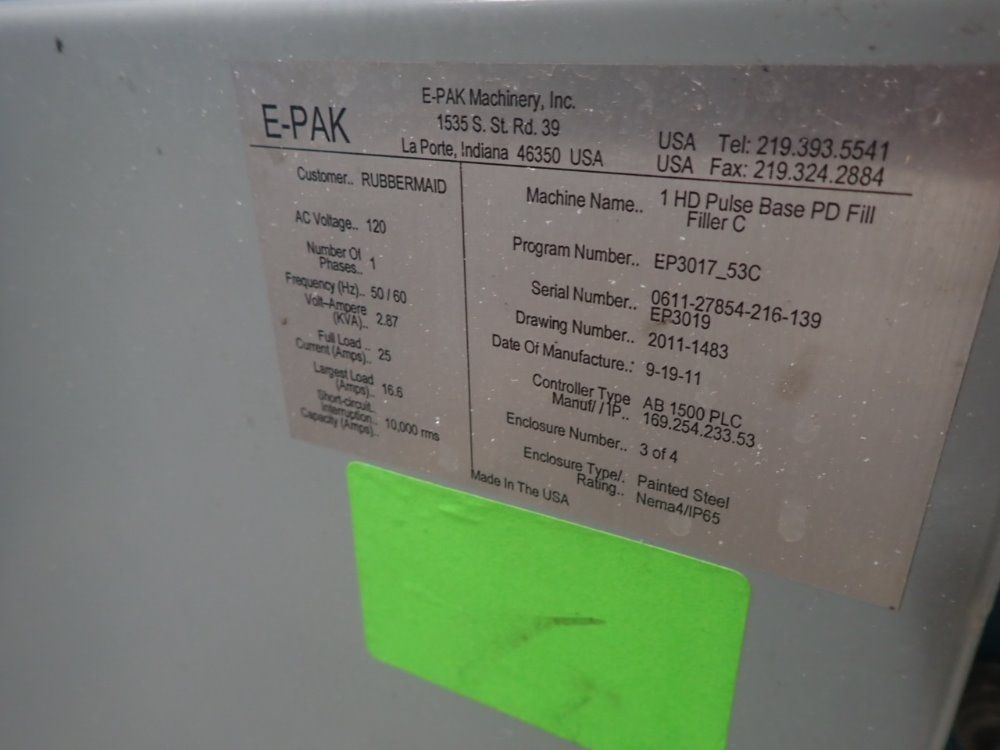 E-PAK
E-PAK Machinery, Inc.
1535 S. St. Rd. 39
La Porte, Indiana 46350 USA
USA Tel: 219.393.5541
USA Fax: 219.324.2884
Customer.. RUBBERMAID
AC Voltage.. 120
Number Of
Phases.. 1
Frequency (Hz).. 50 / 60
Volt-Ampere
(KVA).. 2.87
Full Load ..
Current (Amps).. 25
Largest Load
(Amps).. 16.6
Short-circuit..
Interruption..
Capacity (Amps).. 10,000 rms
Machine Name.. 1 HD Pulse Base PD Fill
Filler C
Program Number.. EP3017_53C
Serial Number.. 0611-27854-216-139
EP3019
Drawing Number.. 2011-1483
Date Of Manufacture.: 9-19-11
Controller Type AB 1500 PLC
Manuf/ / IP.. 169.254.233.53
Enclosure Number.. 3 of 4
Enclosure Type/. Painted Steel
Rating.. Nema4/IP65
Made In The USA